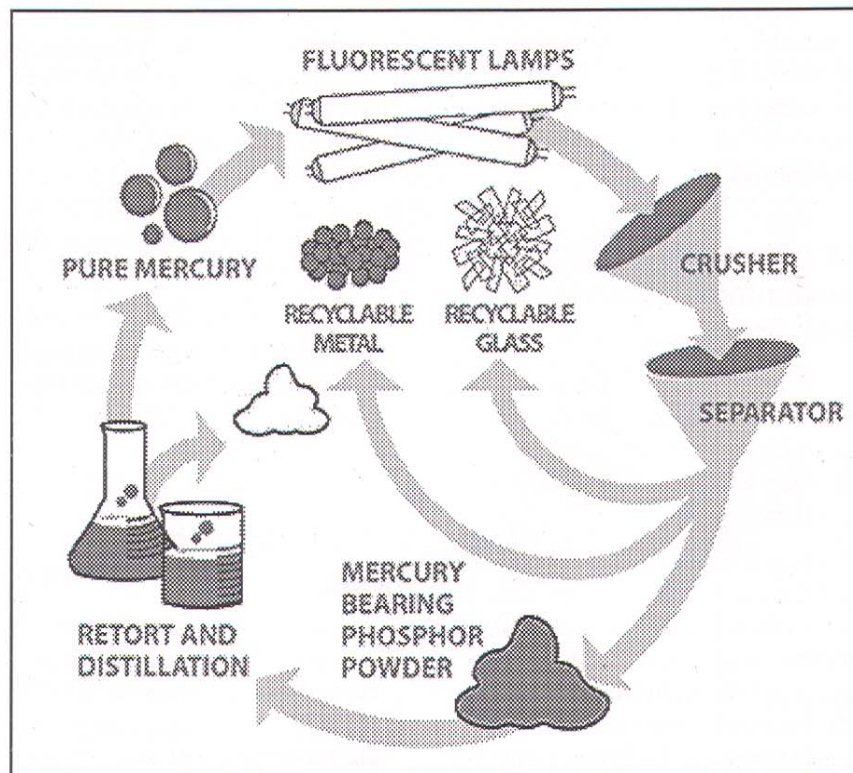 FLUORESCENT LAMPS
PURE MERCURY
RECYCLABLE
METAL
RECYCLABLE
GLASS
CRUSHER
SEPARATOR
MERCURY
BEARING
PHOSPHOR
POWDER
RETORT AND
DISTILLATION